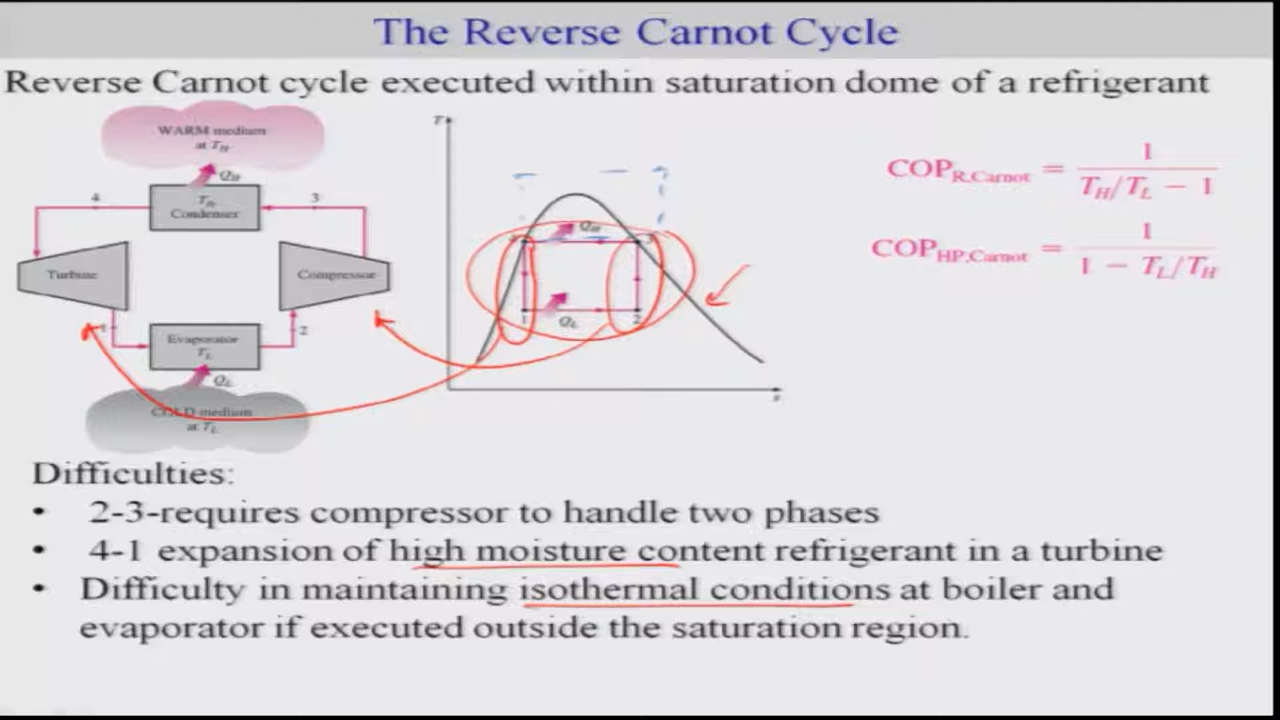 The Reverse Carnot Cycle
Reverse Carnot cycle executed within saturation dome of a refrigerant
WARM medium
at T_H
Q_H
4
3
T_H
Condenser
Turbine
Compressor
1
2
Evaporator
T_L
Q_L
COLD medium
at T_L
T
Q_H
3
1
Q_L
2
s
COP_R,Carnot = 1 / (T_H/T_L − 1)
COP_HP,Carnot = 1 / (1 − T_L/T_H)
Difficulties:
• 2-3-requires compressor to handle two phases
• 4-1 expansion of high moisture content refrigerant in a turbine
• Difficulty in maintaining isothermal conditions at boiler and
evaporator if executed outside the saturation region.